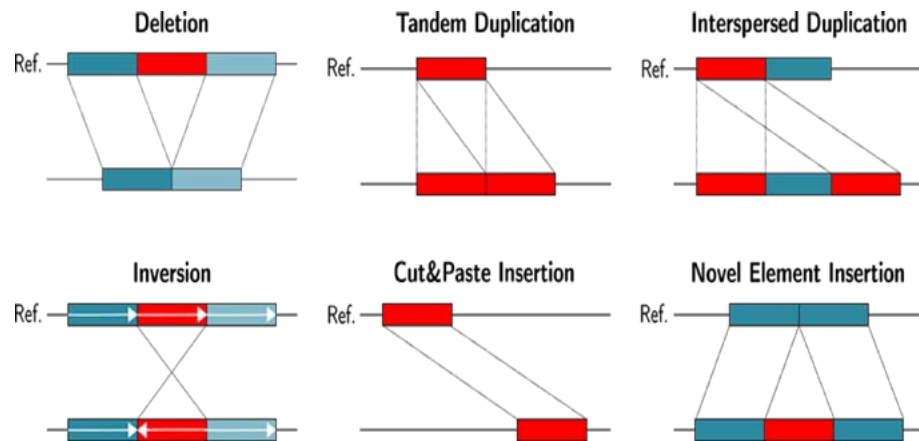 Deletion
Tandem Duplication
Interspersed Duplication
Ref.
Ref.
Ref.
Inversion
Cut&Paste Insertion
Novel Element Insertion
Ref.
Ref.
Ref.